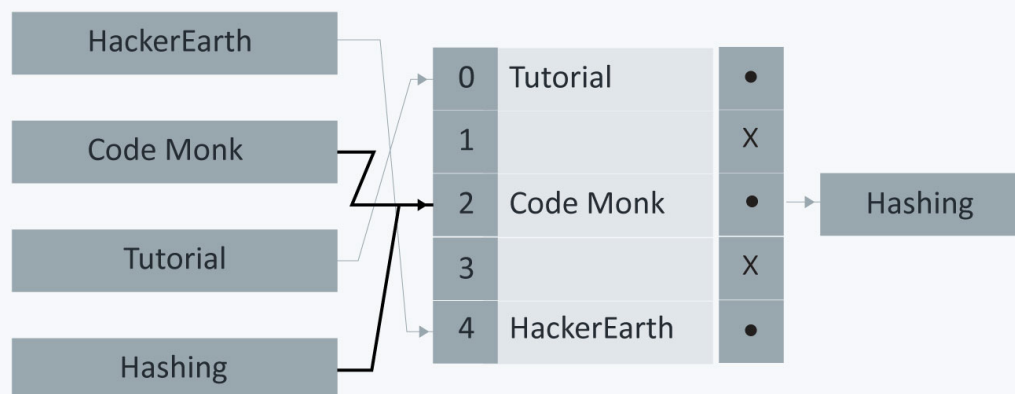 HackerEarth
Code Monk
Tutorial
Hashing
0 Tutorial •
1 X
2 Code Monk •
3 X
4 HackerEarth •
Hashing